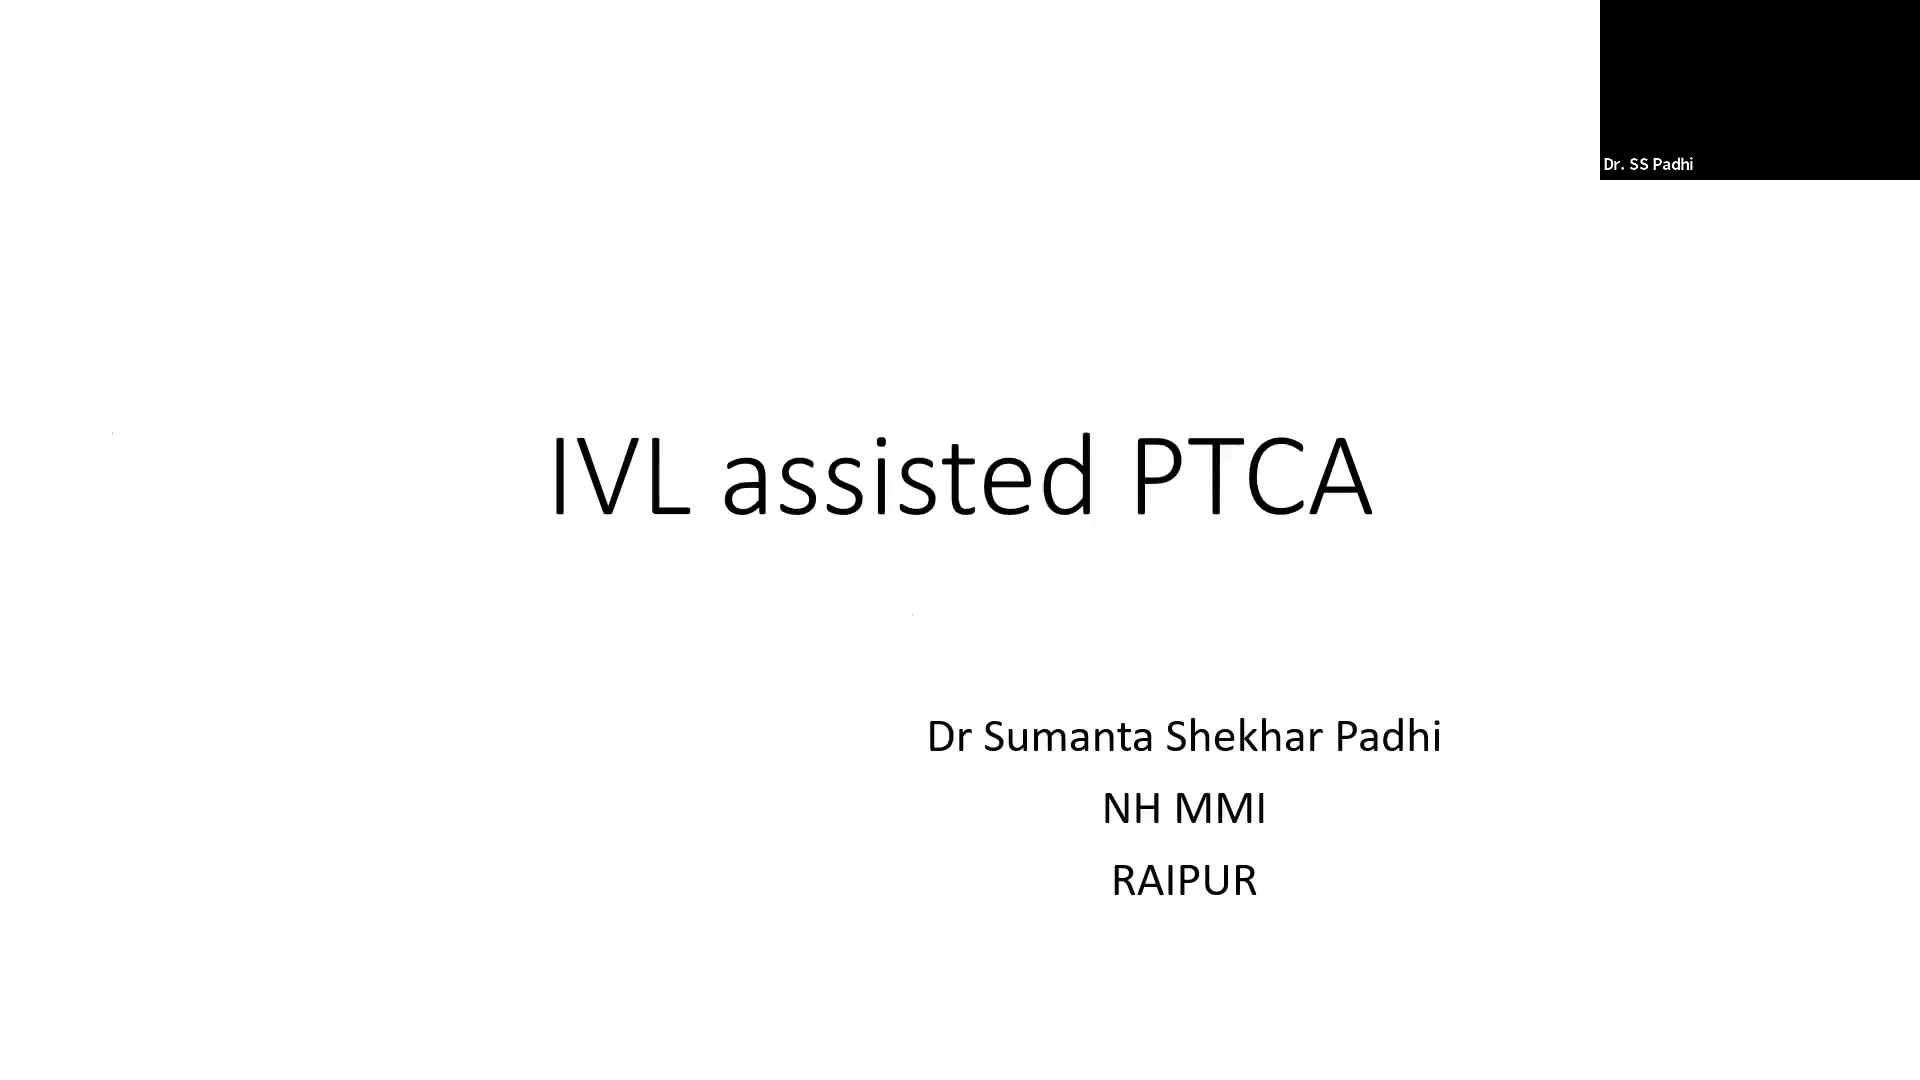 Dr. SS Padhi
IVL assisted PTCA
Dr Sumanta Shekhar Padhi
NH MMI
RAIPUR